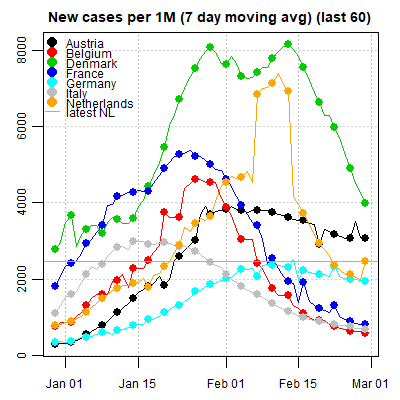 New cases per 1M (7 day moving avg) (last 60)
8000
6000
4000
2000
0
Austria
Belgium
Denmark
France
Germany
Italy
Netherlands
latest NL
Jan 01
Jan 15
Feb 01
Feb 15
Mar 01